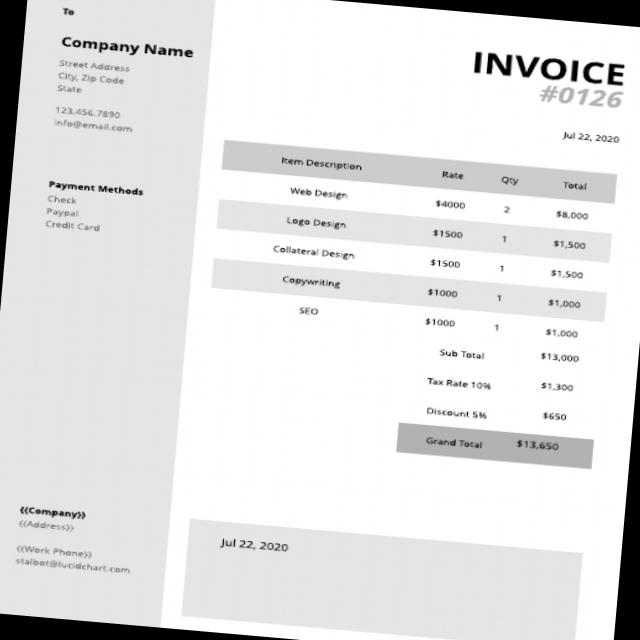 To
Company Name
Street Address
City, Zip Code
State
123.456.7890
info@email.com
Payment Methods
Check
Paypal
Credit Card
{{Company}}
{{Address}}
{{Work Phone}}
stalbot@lucidchart.com
INVOICE
#0126
Jul 22, 2020
Item Description Rate Qty Total
Web Design $4000 2 $8,000
Logo Design $1500 1 $1,500
Collateral Design $1500 1 $1,500
Copywriting $1000 1 $1,000
SEO $1000 1 $1,000
Sub Total $13,000
Tax Rate 10% $1,300
Discount 5% $650
Grand Total $13,650
Jul 22, 2020